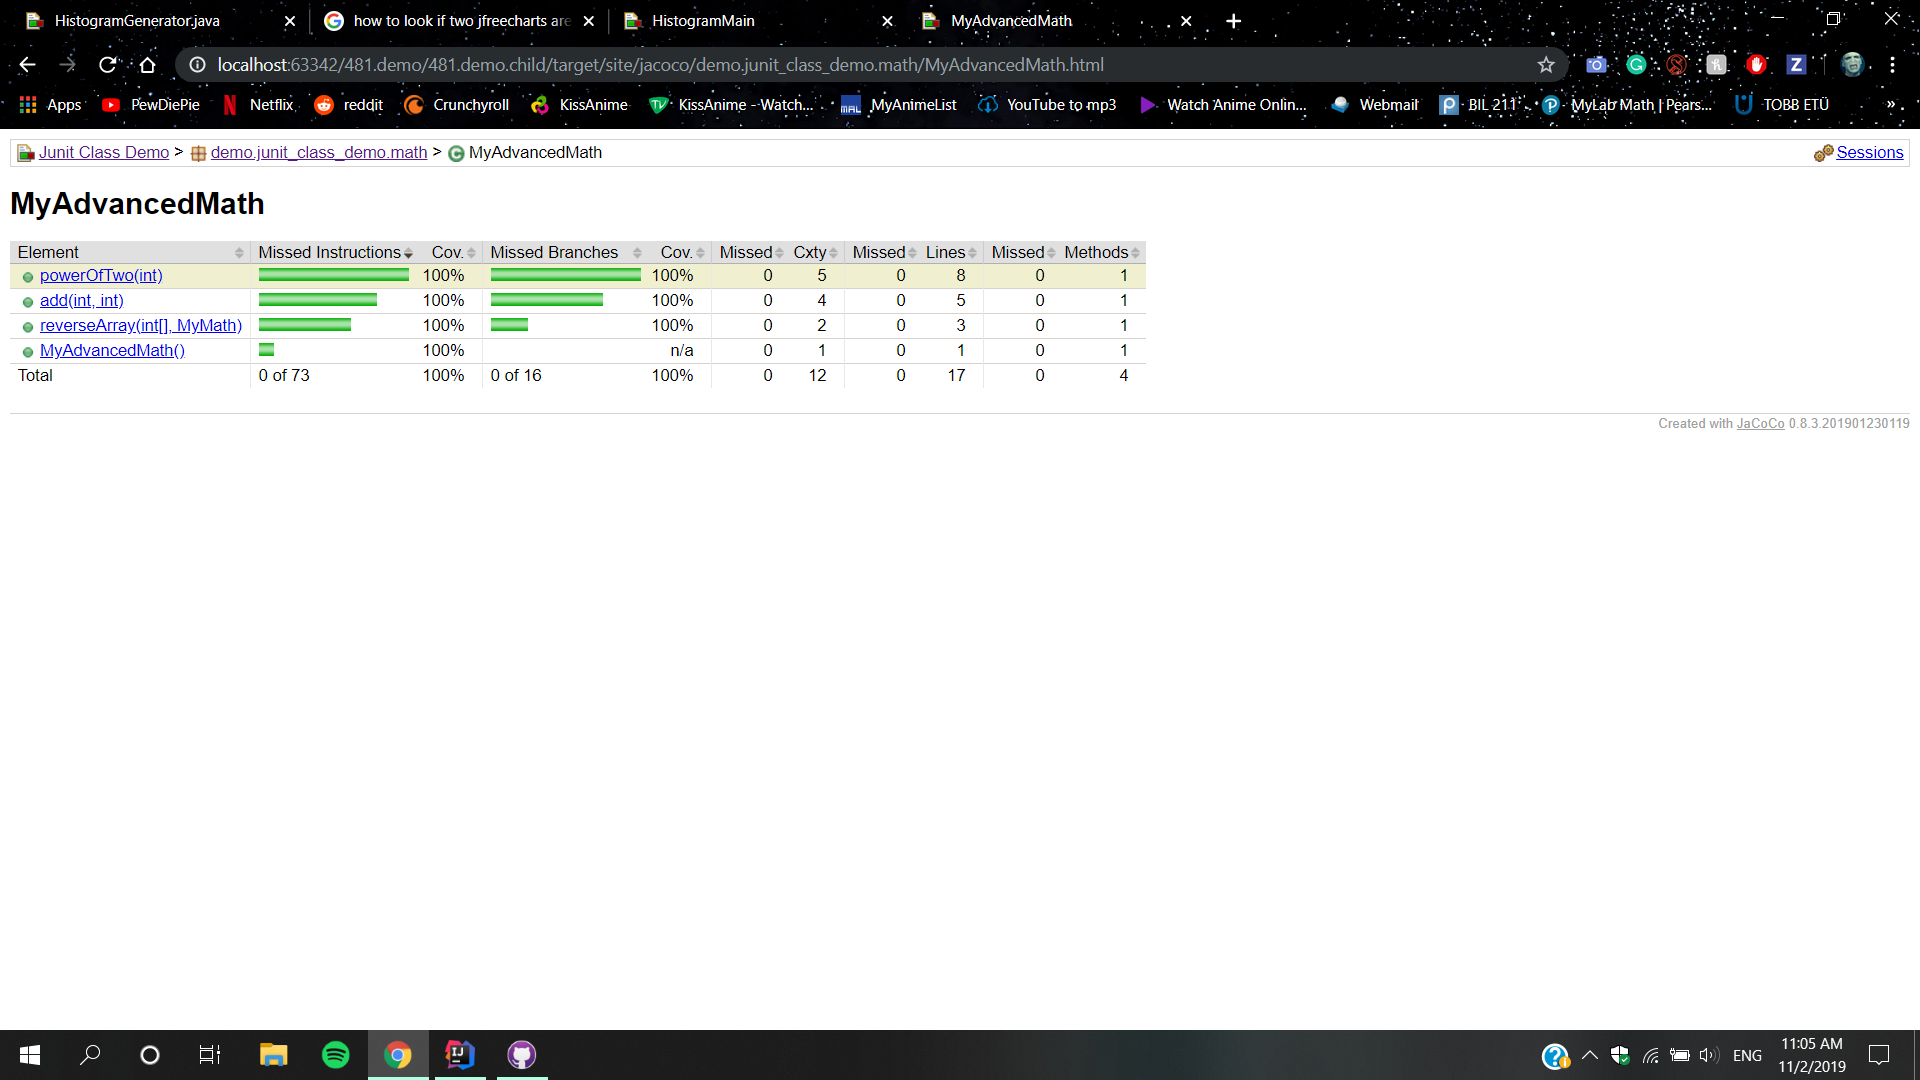 HistogramGenerator.java how to look if two jfreecharts are HistogramMain MyAdvancedMath
localhost:63342/481.demo/481.demo.child/target/site/jacoco/demo.junit_class_demo.math/MyAdvancedMath.html
Apps PewDiePie Netflix reddit Crunchyroll KissAnime KissAnime - Watch... MyAnimeList YouTube to mp3 Watch Anime Onlin... Webmail BIL 211 MyLab Math | Pears... TOBB ETÜ »
Junit Class Demo > demo.junit_class_demo.math > MyAdvancedMath Sessions
MyAdvancedMath
Element Missed Instructions Cov. Missed Branches Cov. Missed Cxty Missed Lines Missed Methods
powerOfTwo(int) 100% 100% 0 5 0 8 0 1
add(int, int) 100% 100% 0 4 0 5 0 1
reverseArray(int[], MyMath) 100% 100% 0 2 0 3 0 1
MyAdvancedMath() 100% n/a 0 1 0 1 0 1
Total 0 of 73 100% 0 of 16 100% 0 12 0 17 0 4
Created with JaCoCo 0.8.3.201901230119
ENG 11:05 AM
11/2/2019